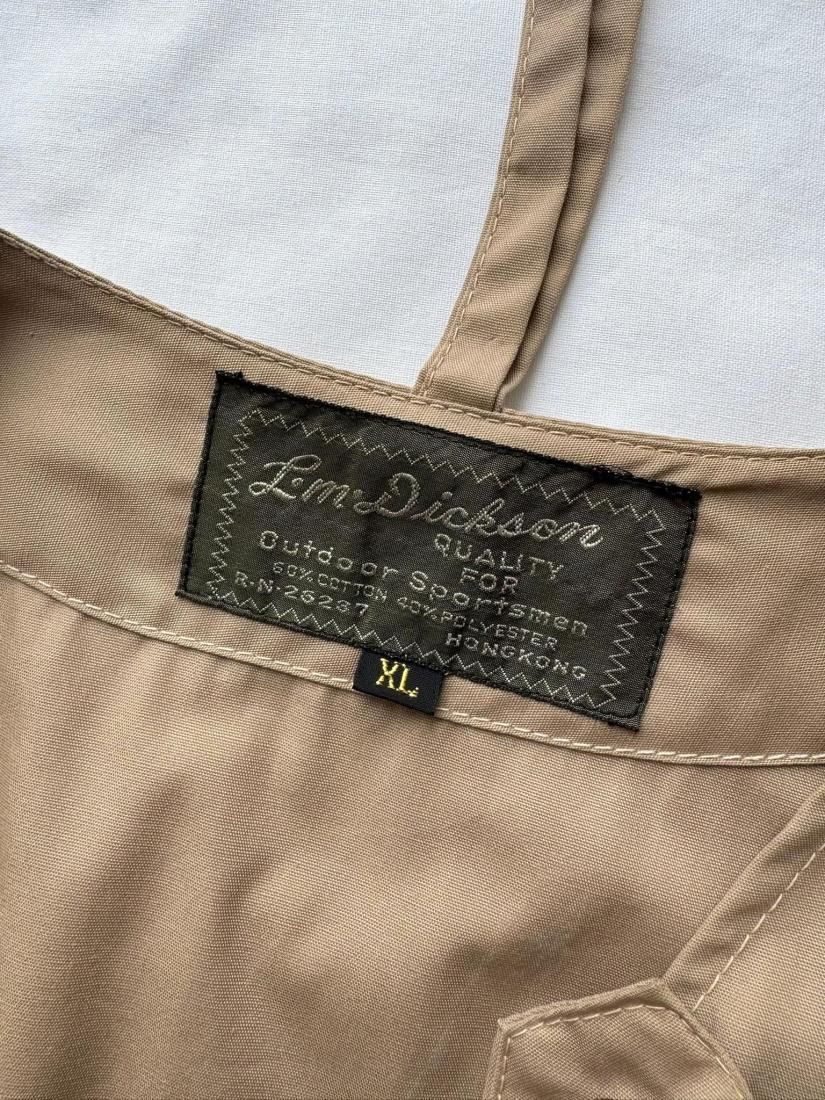 L.m.Dickson
QUALITY
FOR
Outdoor Sportsmen
60% COTTON 40% POLYESTER
R.N.26237
HONGKONG
XL